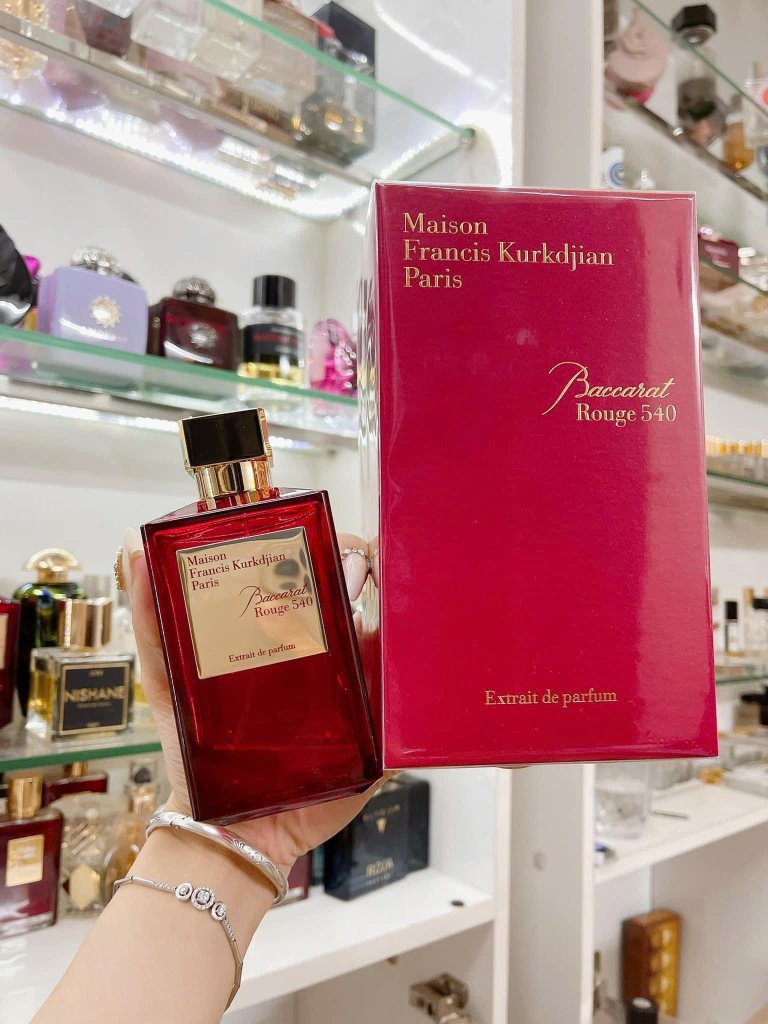 Maison
Francis Kurkdjian
Paris
Baccarat
Rouge 540
Extrait de parfum
Maison
Francis Kurkdjian
Paris
Baccarat
Rouge 540
Extrait de parfum
NISHANE